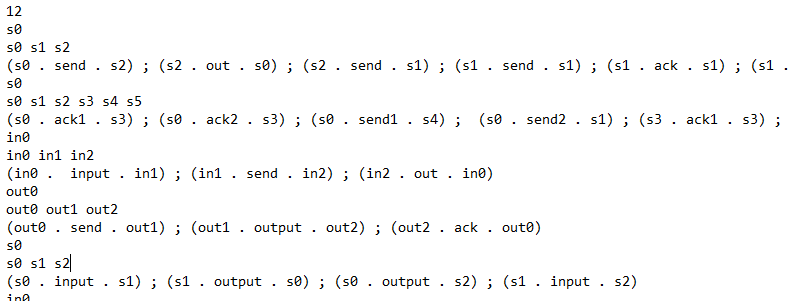 12
s0
s0 s1 s2
(s0 . send . s2) ; (s2 . out . s0) ; (s2 . send . s1) ; (s1 . send . s1) ; (s1 . ack . s1) ; (s1 .
s0
s0 s1 s2 s3 s4 s5
(s0 . ack1 . s3) ; (s0 . ack2 . s3) ; (s0 . send1 . s4) ;  (s0 . send2 . s1) ; (s3 . ack1 . s3) ;
in0
in0 in1 in2
(in0 .  input . in1) ; (in1 . send . in2) ; (in2 . out . in0)
out0
out0 out1 out2
(out0 . send . out1) ; (out1 . output . out2) ; (out2 . ack . out0)
s0
s0 s1 s2
(s0 . input . s1) ; (s1 . output . s0) ; (s0 . output . s2) ; (s1 . input . s2)
in0